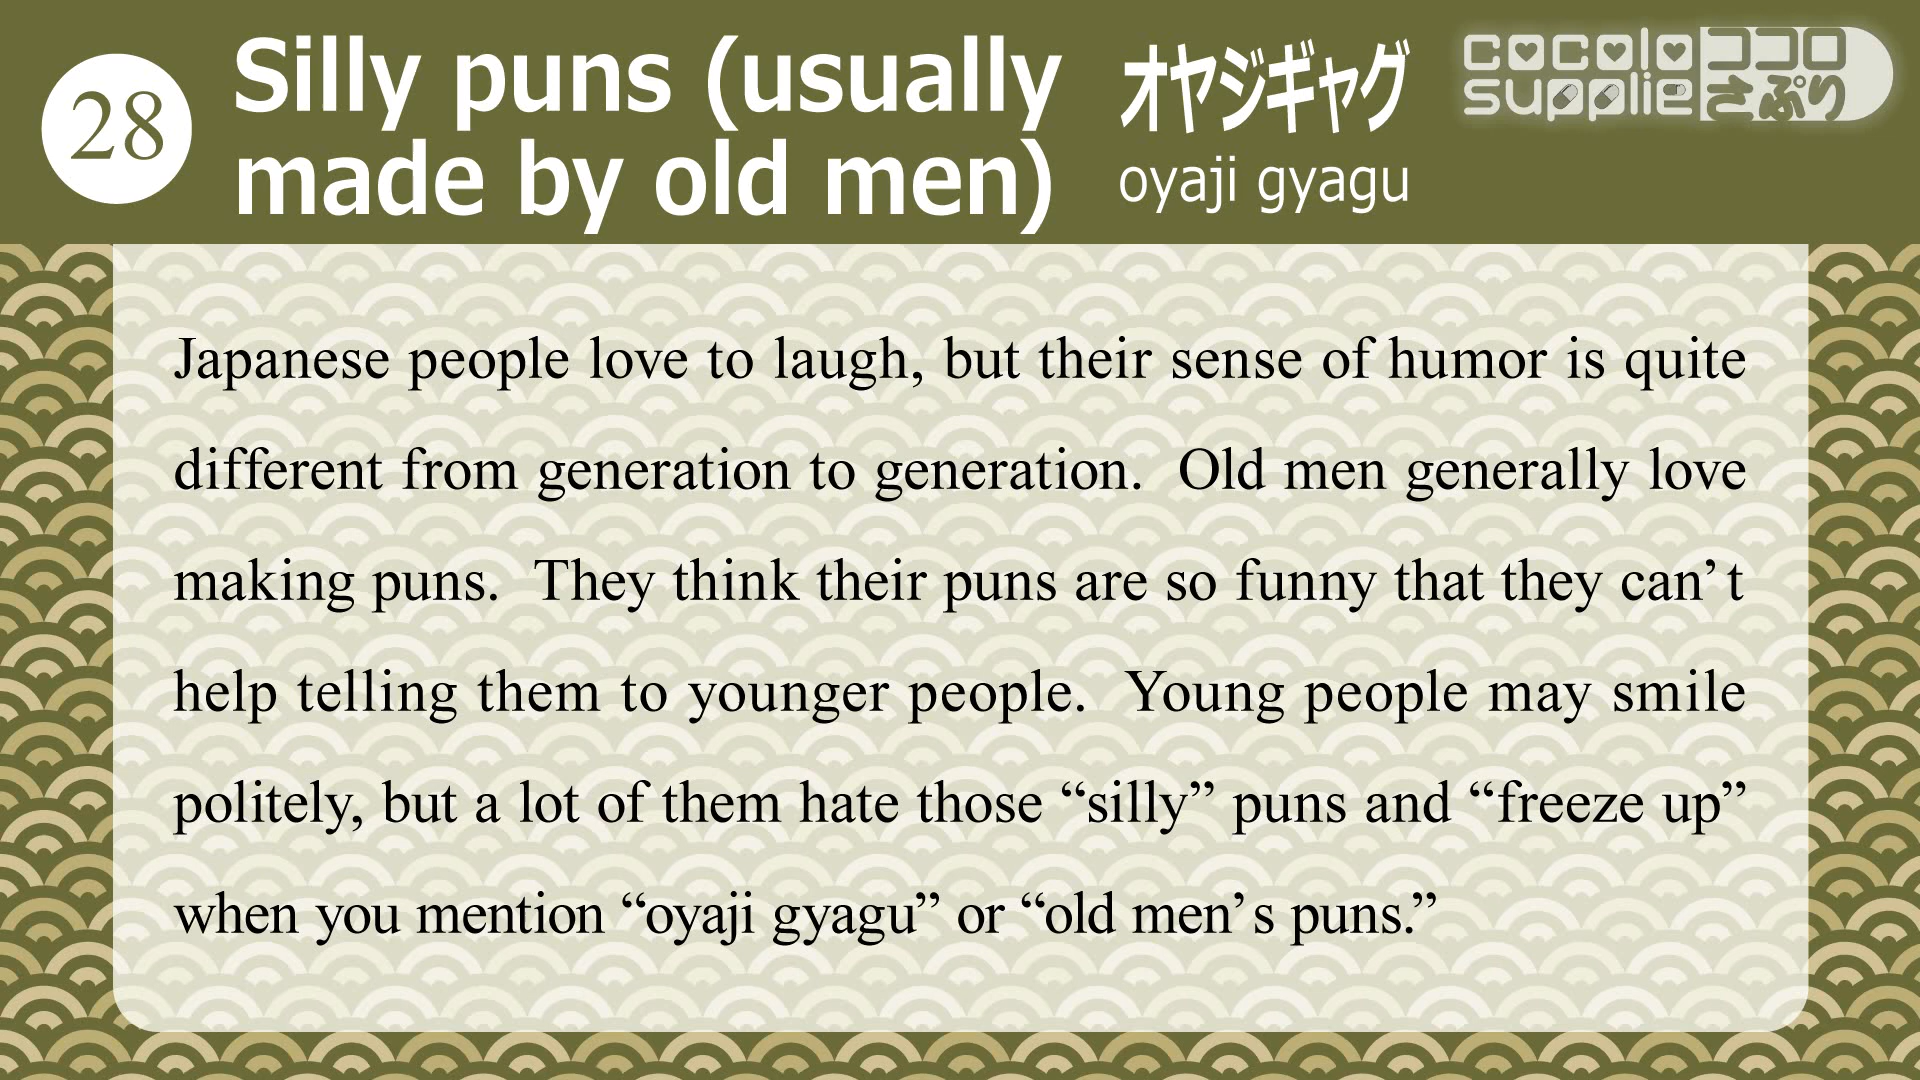 28
Silly puns (usually
made by old men)
オヤジギャグ
oyaji gyagu
cocolo
supplie
ココロ
さぷり
Japanese people love to laugh, but their sense of humor is quite
different from generation to generation.  Old men generally love
making puns.  They think their puns are so funny that they can’t
help telling them to younger people.  Young people may smile
politely, but a lot of them hate those “silly” puns and “freeze up”
when you mention “oyaji gyagu” or “old men’s puns.”